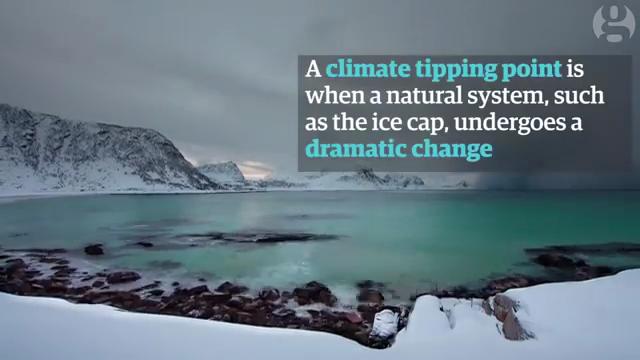 A climate tipping point is
when a natural system, such
as the ice cap, undergoes a
dramatic change